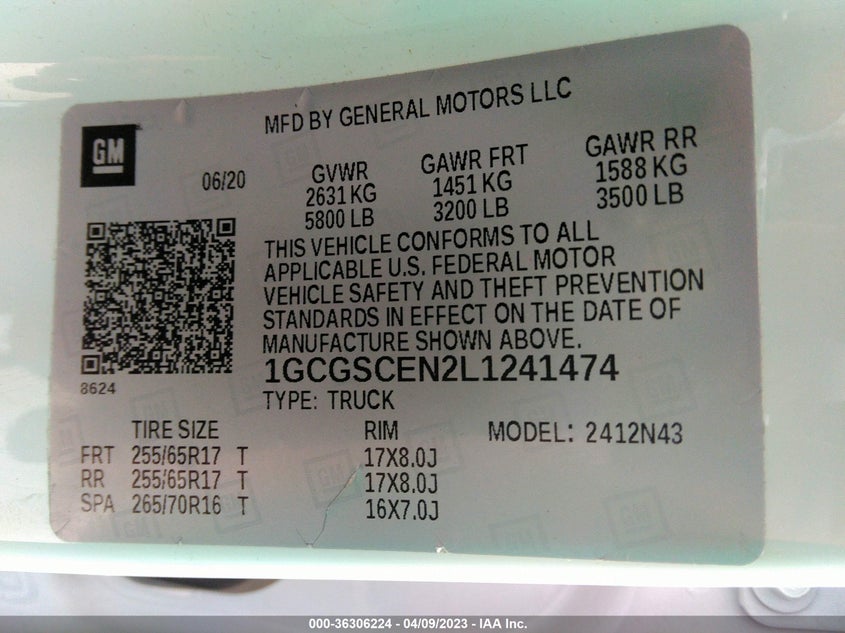 MFD BY GENERAL MOTORS LLC
GM
06/20
GVWR GAWR FRT GAWR RR
2631 KG 1451 KG 1588 KG
5800 LB 3200 LB 3500 LB
THIS VEHICLE CONFORMS TO ALL
APPLICABLE U.S. FEDERAL MOTOR
VEHICLE SAFETY AND THEFT PREVENTION
STANDARDS IN EFFECT ON THE DATE OF
MANUFACTURE SHOWN ABOVE.
8624
1GCGSCEN2L1241474
TYPE: TRUCK
TIRE SIZE RIM MODEL: 2412N43
FRT 255/65R17 T 17X8.0J
RR 255/65R17 T 17X8.0J
SPA 265/70R16 T 16X7.0J
000-36306224 - 04/09/2023 - IAA Inc.